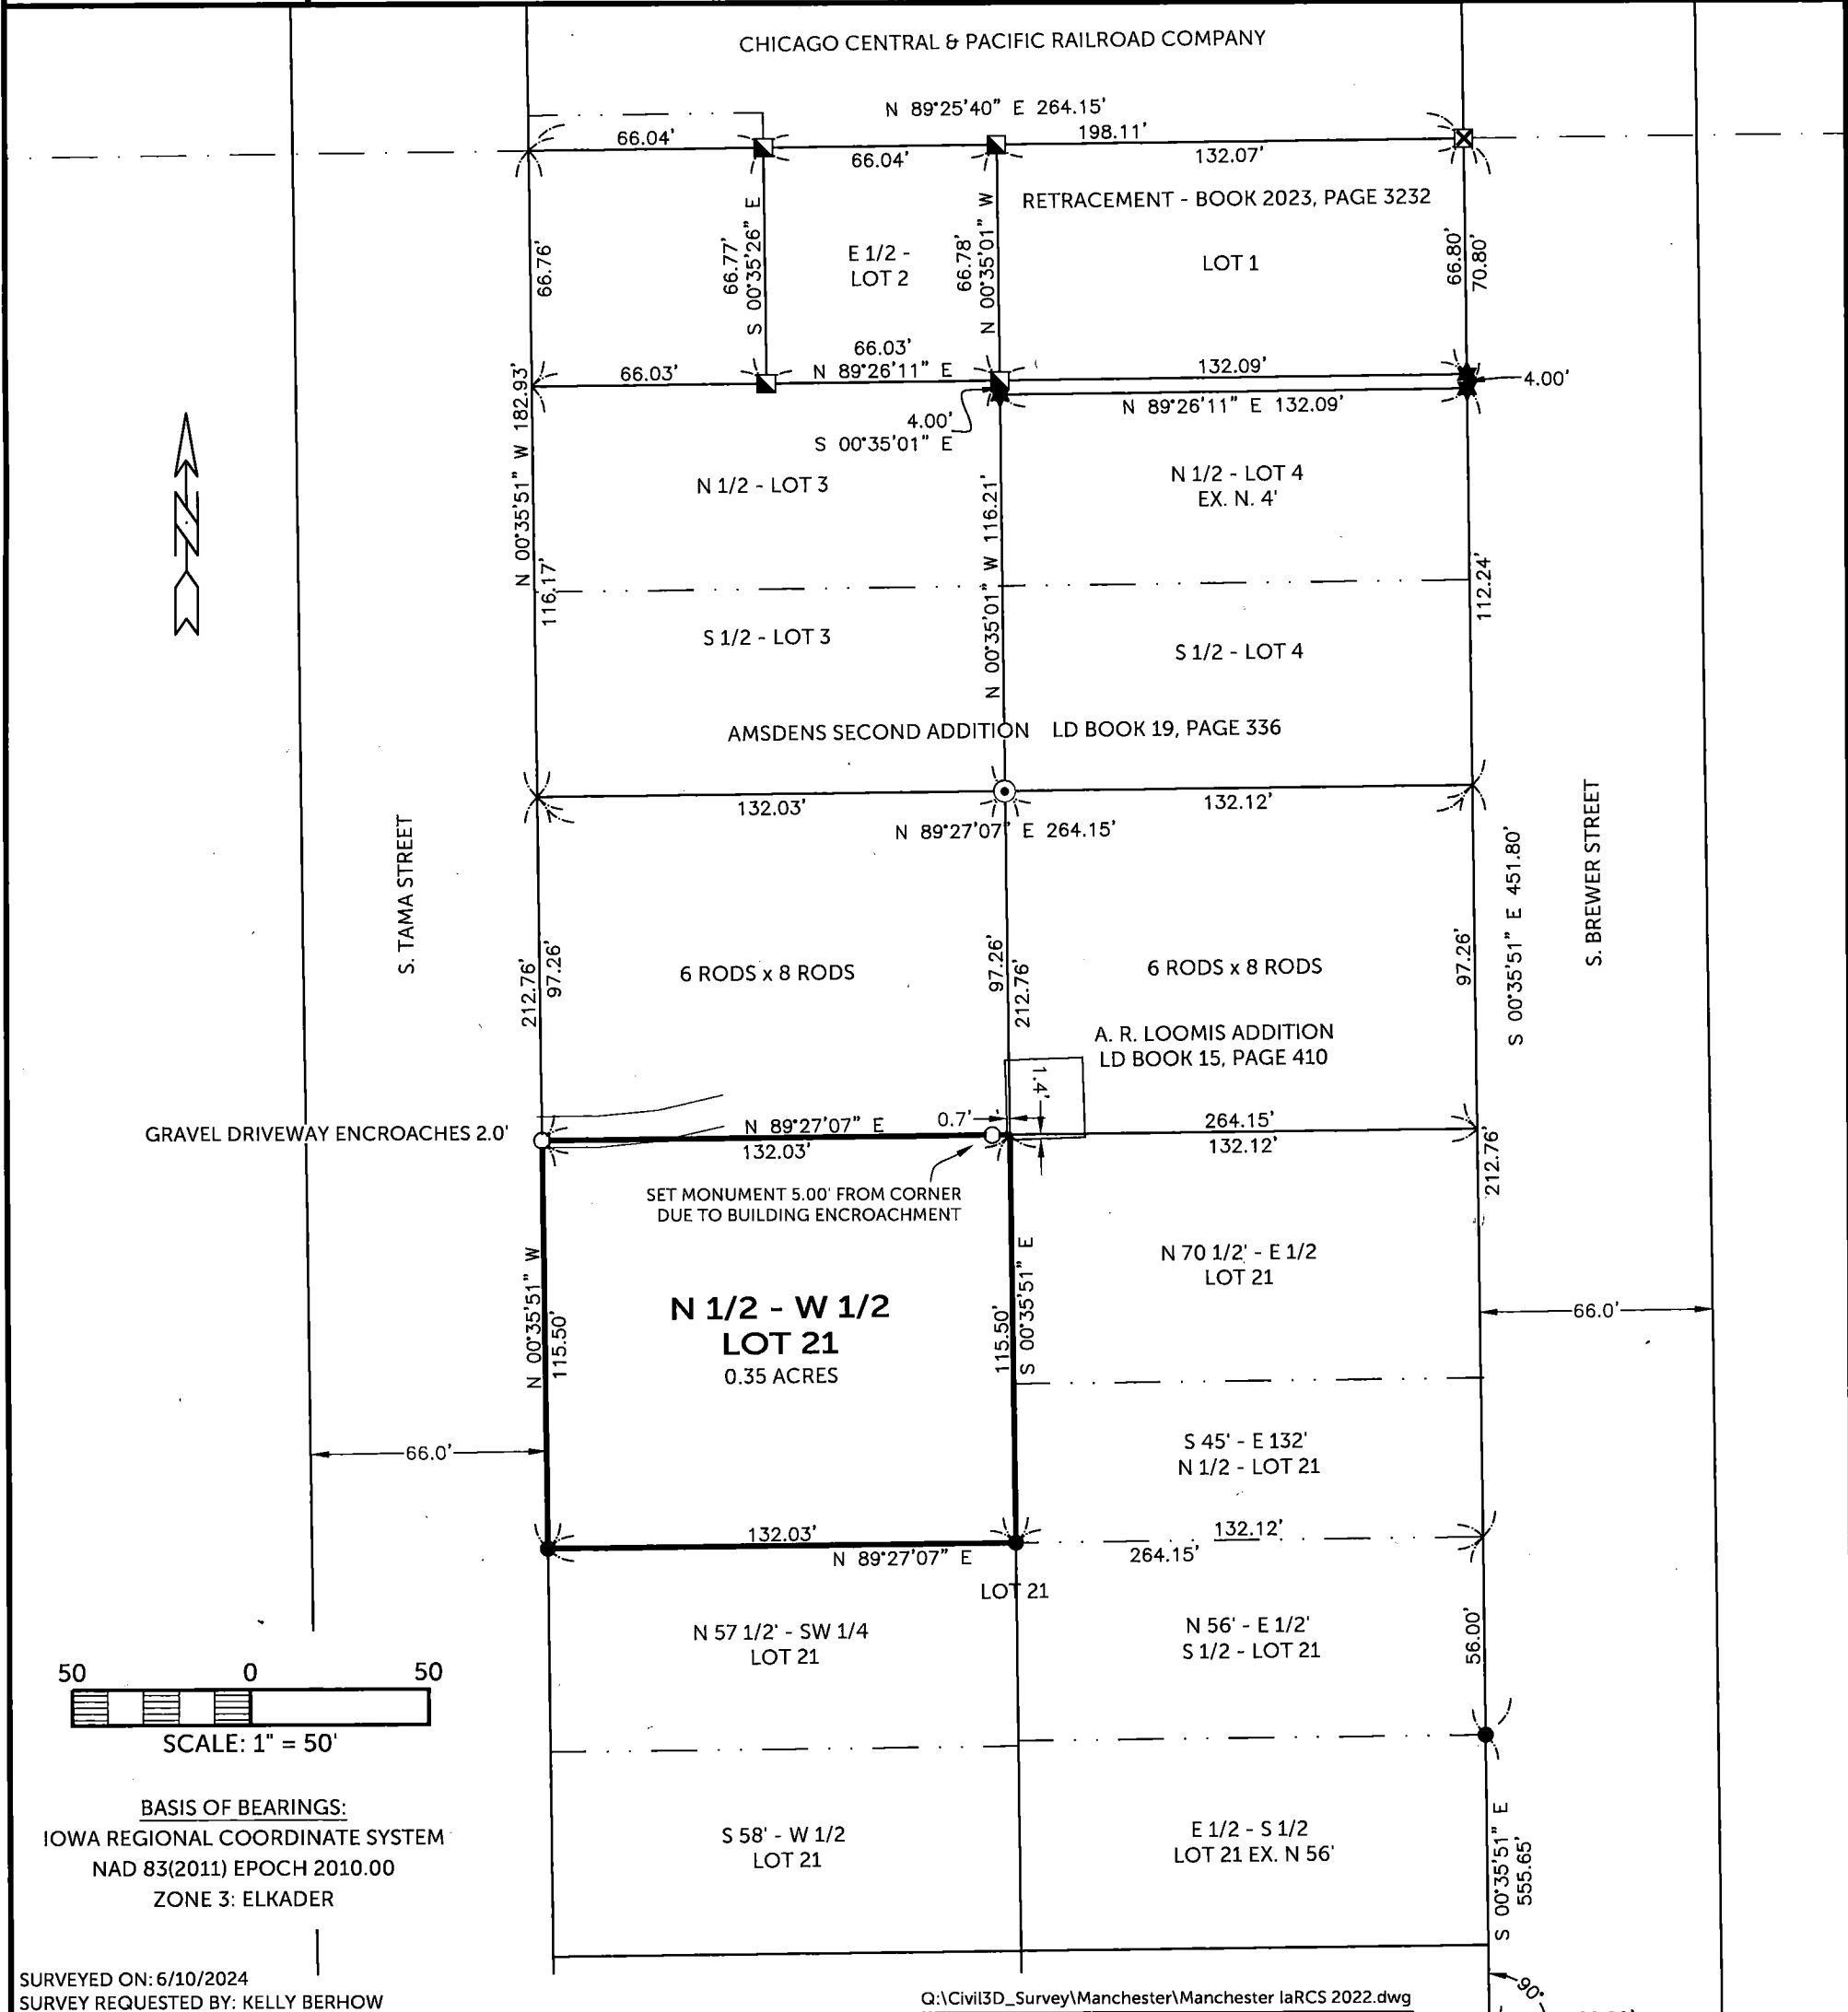 CHICAGO CENTRAL & PACIFIC RAILROAD COMPANY
N 89°25'40" E 264.15'
66.04'
198.11'
66.04'
132.07'
RETRACEMENT - BOOK 2023, PAGE 3232
66.76'
66.77'
S 00°35'26" E
E 1/2 -
LOT 2
66.78'
N 00°35'01" W
LOT 1
66.80'
70.80'
66.03'
66.03'
N 89°26'11" E
132.09'
4.00'
N 89°26'11" E 132.09'
4.00'
S 00°35'01" E
N 00°35'51" W 182.93'
N 1/2 - LOT 3
N 1/2 - LOT 4
EX. N. 4'
116.17'
N 00°35'01" W 116.21'
112.24'
S 1/2 - LOT 3
S 1/2 - LOT 4
AMSDENS SECOND ADDITION LD BOOK 19, PAGE 336
132.03'
132.12'
N 89°27'07" E 264.15'
S. TAMA STREET
S. BREWER STREET
S 00°35'51" E 451.80'
212.76'
97.26'
6 RODS x 8 RODS
97.26'
212.76'
6 RODS x 8 RODS
97.26'
A. R. LOOMIS ADDITION
LD BOOK 15, PAGE 410
1.4'
GRAVEL DRIVEWAY ENCROACHES 2.0'
N 89°27'07" E
0.7'
264.15'
132.03'
132.12'
212.76'
SET MONUMENT 5.00' FROM CORNER
DUE TO BUILDING ENCROACHMENT
N 00°35'51" W
115.50'
N 1/2 - W 1/2
LOT 21
0.35 ACRES
115.50'
S 00°35'51" E
N 70 1/2' - E 1/2
LOT 21
66.0'
66.0'
S 45' - E 132'
N 1/2 - LOT 21
132.03'
N 89°27'07" E
132.12'
264.15'
LOT 21
N 57 1/2' - SW 1/4
LOT 21
N 56' - E 1/2'
S 1/2 - LOT 21
56.00'
50 0 50
SCALE: 1" = 50'
BASIS OF BEARINGS:
IOWA REGIONAL COORDINATE SYSTEM
NAD 83(2011) EPOCH 2010.00
ZONE 3: ELKADER
S 58' - W 1/2
LOT 21
E 1/2 - S 1/2
LOT 21 EX. N 56'
S 00°35'51" E
555.65'
90°
SURVEYED ON: 6/10/2024
SURVEY REQUESTED BY: KELLY BERHOW
Q:\Civil3D_Survey\Manchester\Manchester IaRCS 2022.dwg